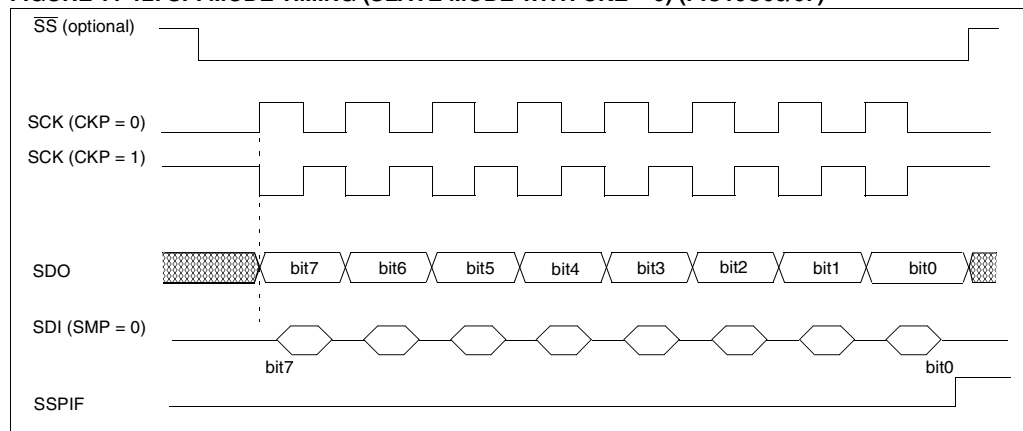 SS (optional)
SCK (CKP = 0)
SCK (CKP = 1)
SDO
bit7 bit6 bit5 bit4 bit3 bit2 bit1 bit0
SDI (SMP = 0)
bit7 bit0
SSPIF